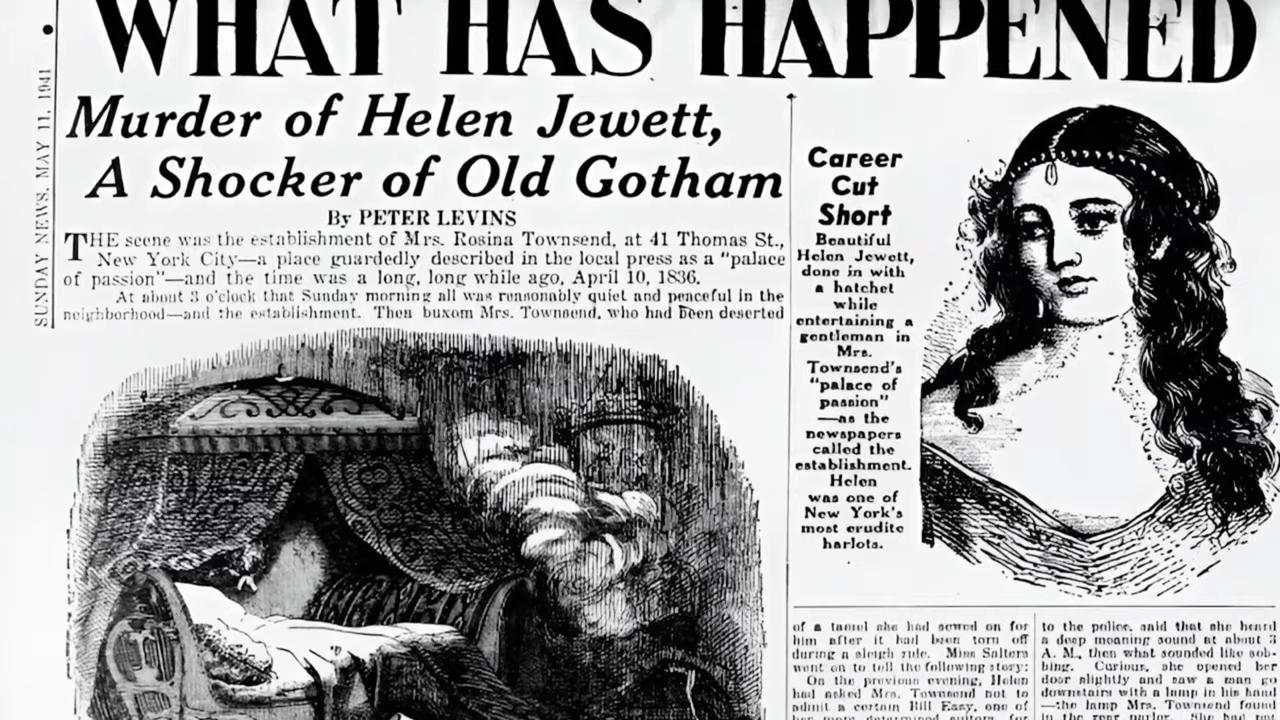 WHAT HAS HAPPENED
SUNDAY NEWS, MAY 11, 1941
Murder of Helen Jewett,
A Shocker of Old Gotham
By PETER LEVINS
THE scene was the establishment of Mrs. Rosina Townsend, at 41 Thomas St.,
New York City—a place guardedly described in the local press as a "palace
of passion"—and the time was a long, long while ago, April 10, 1836.
At about 3 o'clock that Sunday morning all was reasonably quiet and peaceful in the
neighborhood—and the establishment. Then buxom Mrs. Townsend, who had been deserted
Career
Cut
Short
Beautiful
Helen Jewett,
done in with
a hatchet
while
entertaining a
gentleman in
Mrs.
Townsend's
"palace of
passion"
—as the
newspapers
called the
establishment.
Helen
was one of
New York's
most erudite
harlots.
of a tassel she had sewed on for
him after it had been torn off
during a sleigh ride. Miss Salters
went on to tell the following story:
On the previous evening, Helen
had asked Mrs. Townsend not to
admit a certain Bill Easy, one of
her more determined suitors, for
to the police, said that she heard
a deep moaning sound at about 3
A. M., then what sounded like sob-
bing. Curious, she opened her
door slightly and saw a man go
downstairs with a lamp in his hand
—the lamp Mrs. Townsend found
in the rear parlor